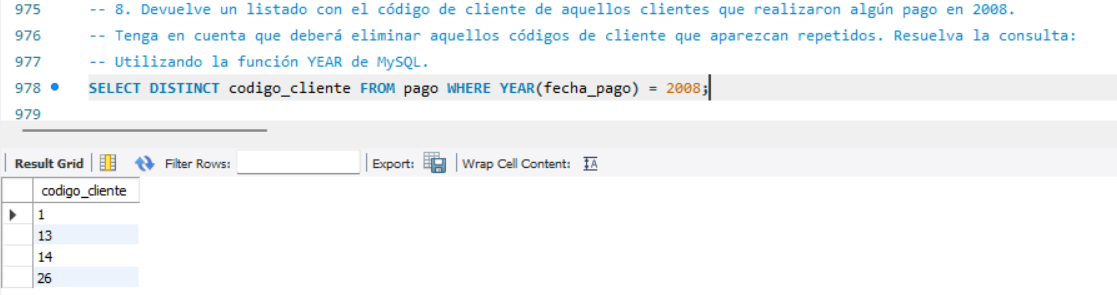 975 -- 8. Devuelve un listado con el código de cliente de aquellos clientes que realizaron algún pago en 2008.
976 -- Tenga en cuenta que deberá eliminar aquellos códigos de cliente que aparezcan repetidos. Resuelva la consulta:
977 -- Utilizando la función YEAR de MySQL.
978 SELECT DISTINCT codigo_cliente FROM pago WHERE YEAR(fecha_pago) = 2008;
979
Result Grid Filter Rows: Export: Wrap Cell Content: IA
codigo_cliente
1
13
14
26